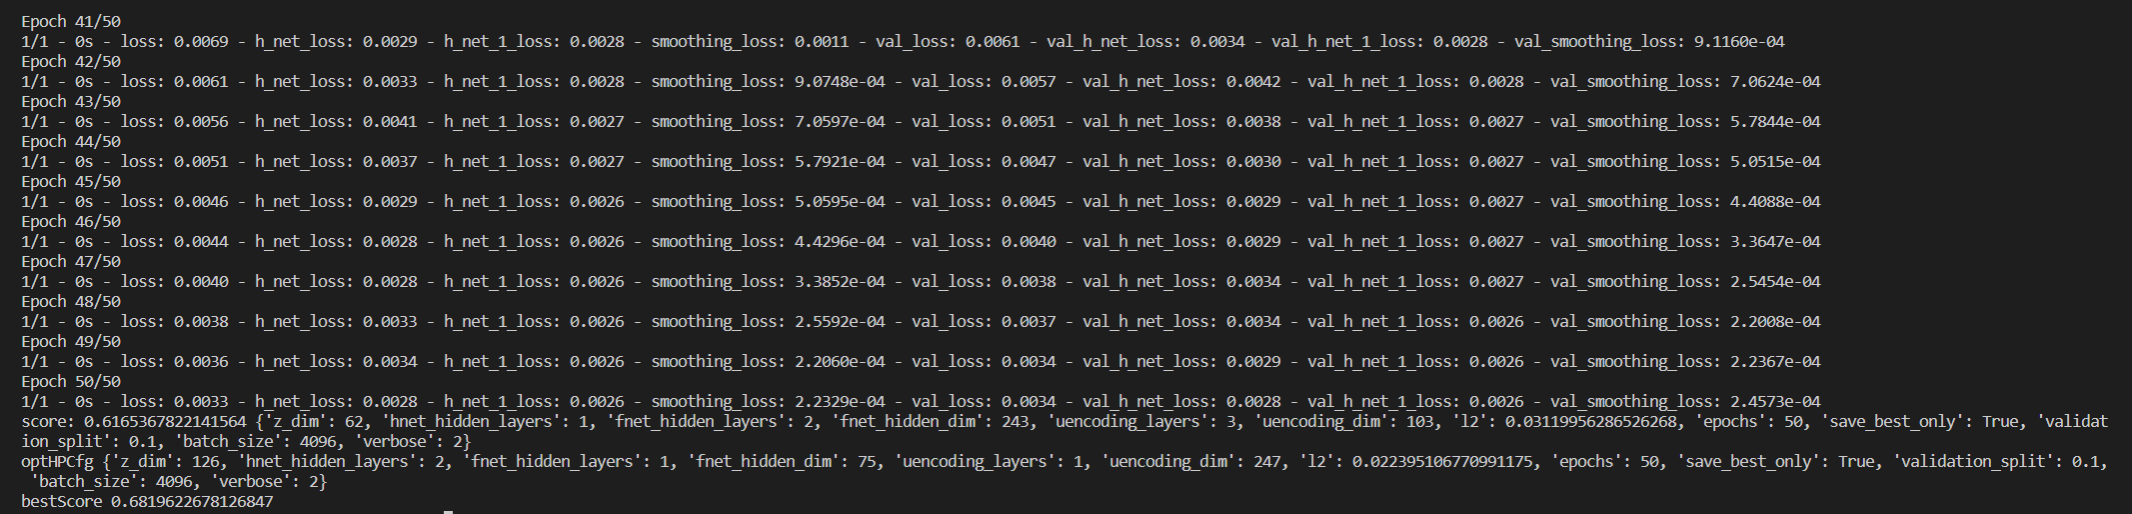 Epoch 41/50
1/1 - 0s - loss: 0.0069 - h_net_loss: 0.0029 - h_net_1_loss: 0.0028 - smoothing_loss: 0.0011 - val_loss: 0.0061 - val_h_net_loss: 0.0034 - val_h_net_1_loss: 0.0028 - val_smoothing_loss: 9.1160e-04
Epoch 42/50
1/1 - 0s - loss: 0.0061 - h_net_loss: 0.0033 - h_net_1_loss: 0.0028 - smoothing_loss: 9.0748e-04 - val_loss: 0.0057 - val_h_net_loss: 0.0042 - val_h_net_1_loss: 0.0028 - val_smoothing_loss: 7.0624e-04
Epoch 43/50
1/1 - 0s - loss: 0.0056 - h_net_loss: 0.0041 - h_net_1_loss: 0.0027 - smoothing_loss: 7.0597e-04 - val_loss: 0.0051 - val_h_net_loss: 0.0038 - val_h_net_1_loss: 0.0027 - val_smoothing_loss: 5.7844e-04
Epoch 44/50
1/1 - 0s - loss: 0.0051 - h_net_loss: 0.0037 - h_net_1_loss: 0.0027 - smoothing_loss: 5.7921e-04 - val_loss: 0.0047 - val_h_net_loss: 0.0030 - val_h_net_1_loss: 0.0027 - val_smoothing_loss: 5.0515e-04
Epoch 45/50
1/1 - 0s - loss: 0.0046 - h_net_loss: 0.0029 - h_net_1_loss: 0.0026 - smoothing_loss: 5.0595e-04 - val_loss: 0.0045 - val_h_net_loss: 0.0029 - val_h_net_1_loss: 0.0027 - val_smoothing_loss: 4.4088e-04
Epoch 46/50
1/1 - 0s - loss: 0.0044 - h_net_loss: 0.0028 - h_net_1_loss: 0.0026 - smoothing_loss: 4.4296e-04 - val_loss: 0.0040 - val_h_net_loss: 0.0029 - val_h_net_1_loss: 0.0027 - val_smoothing_loss: 3.3647e-04
Epoch 47/50
1/1 - 0s - loss: 0.0040 - h_net_loss: 0.0028 - h_net_1_loss: 0.0026 - smoothing_loss: 3.3852e-04 - val_loss: 0.0038 - val_h_net_loss: 0.0034 - val_h_net_1_loss: 0.0027 - val_smoothing_loss: 2.5454e-04
Epoch 48/50
1/1 - 0s - loss: 0.0038 - h_net_loss: 0.0033 - h_net_1_loss: 0.0026 - smoothing_loss: 2.5592e-04 - val_loss: 0.0037 - val_h_net_loss: 0.0034 - val_h_net_1_loss: 0.0026 - val_smoothing_loss: 2.2008e-04
Epoch 49/50
1/1 - 0s - loss: 0.0036 - h_net_loss: 0.0034 - h_net_1_loss: 0.0026 - smoothing_loss: 2.2060e-04 - val_loss: 0.0034 - val_h_net_loss: 0.0029 - val_h_net_1_loss: 0.0026 - val_smoothing_loss: 2.2367e-04
Epoch 50/50
1/1 - 0s - loss: 0.0033 - h_net_loss: 0.0028 - h_net_1_loss: 0.0026 - smoothing_loss: 2.2329e-04 - val_loss: 0.0034 - val_h_net_loss: 0.0028 - val_h_net_1_loss: 0.0026 - val_smoothing_loss: 2.4573e-04
score: 0.6165367822141564 {'z_dim': 62, 'hnet_hidden_layers': 1, 'fnet_hidden_layers': 2, 'fnet_hidden_dim': 243, 'uencoding_layers': 3, 'uencoding_dim': 103, 'l2': 0.03119956286526268, 'epochs': 50, 'save_best_only': True, 'validat
ion_split': 0.1, 'batch_size': 4096, 'verbose': 2}
optHPCfg {'z_dim': 126, 'hnet_hidden_layers': 2, 'fnet_hidden_layers': 1, 'fnet_hidden_dim': 75, 'uencoding_layers': 1, 'uencoding_dim': 247, 'l2': 0.022395106770991175, 'epochs': 50, 'save_best_only': True, 'validation_split': 0.1,
 'batch_size': 4096, 'verbose': 2}
bestScore 0.6819622678126847